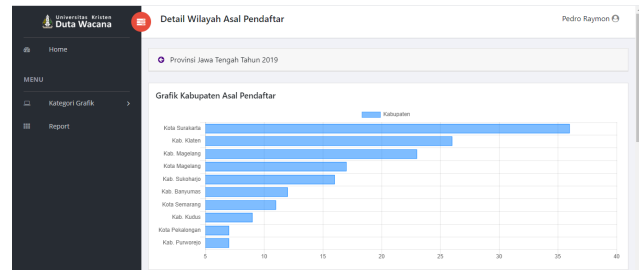 Universitas Kristen
Duta Wacana
Detail Wilayah Asal Pendaftar
Pedro Raymon
Home
MENU
Kategori Grafik
Report
Provinsi Jawa Tengah Tahun 2019
Grafik Kabupaten Asal Pendaftar
Kabupaten
Kota Surakarta
Kab. Klaten
Kab. Magelang
Kota Magelang
Kab. Sukoharjo
Kab. Banyumas
Kota Semarang
Kab. Kudus
Kota Pekalongan
Kab. Purworejo
5 10 15 20 25 30 35 40